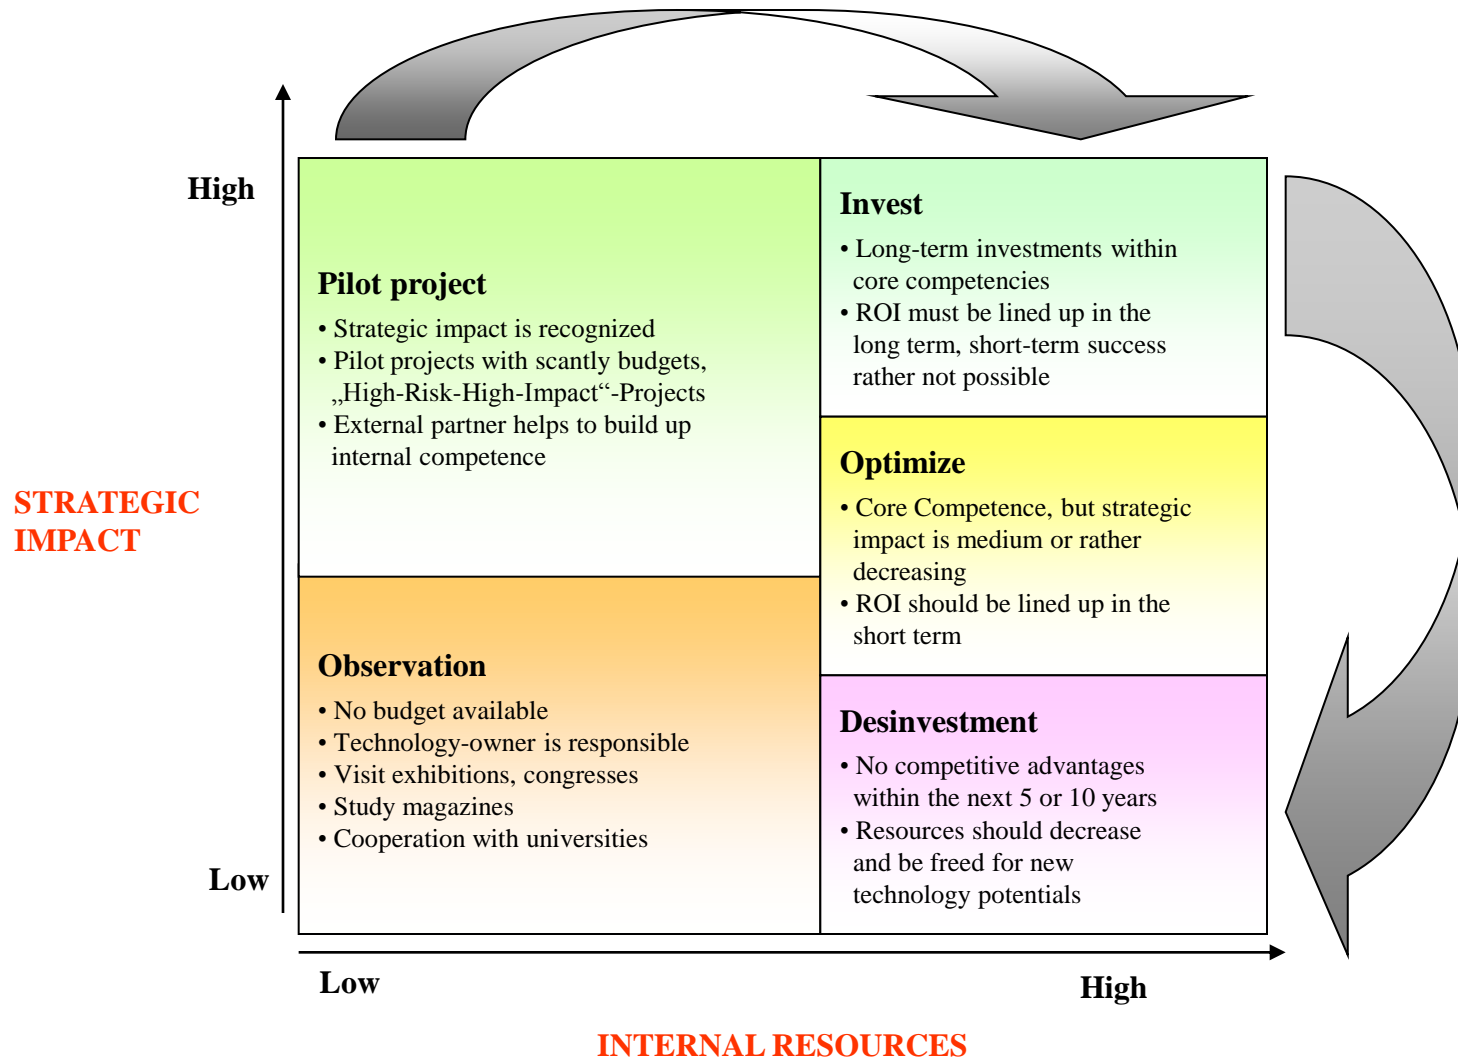 High
Pilot project
• Strategic impact is recognized
• Pilot projects with scantly budgets,
„High-Risk-High-Impact“-Projects
• External partner helps to build up
internal competence
Invest
• Long-term investments within
core competencies
• ROI must be lined up in the
long term, short-term success
rather not possible
Optimize
• Core Competence, but strategic
impact is medium or rather
decreasing
• ROI should be lined up in the
short term
STRATEGIC
IMPACT
Observation
• No budget available
• Technology-owner is responsible
• Visit exhibitions, congresses
• Study magazines
• Cooperation with universities
Desinvestment
• No competitive advantages
within the next 5 or 10 years
• Resources should decrease
and be freed for new
technology potentials
Low
Low
High
INTERNAL RESOURCES